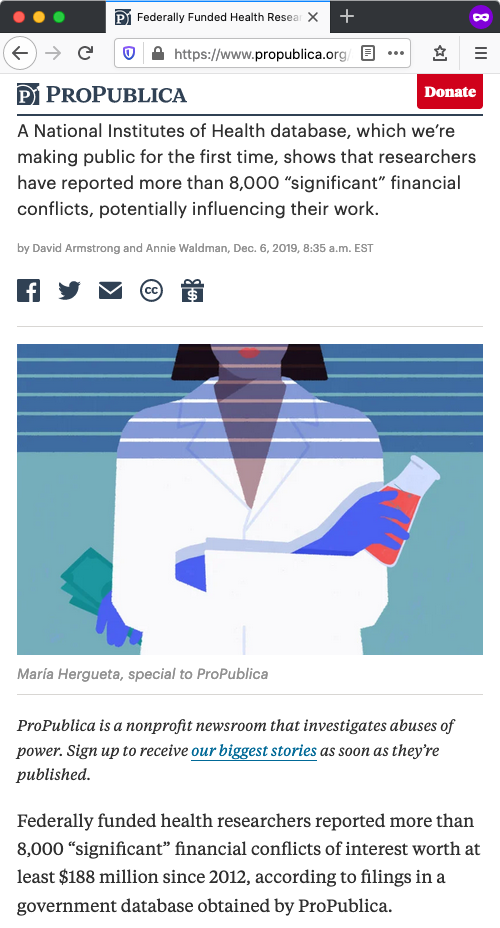 Federally Funded Health Resear
https://www.propublica.org/
PROPUBLICA
Donate
A National Institutes of Health database, which we’re
making public for the first time, shows that researchers
have reported more than 8,000 “significant” financial
conflicts, potentially influencing their work.
by David Armstrong and Annie Waldman, Dec. 6, 2019, 8:35 a.m. EST
cc
$
María Hergueta, special to ProPublica
ProPublica is a nonprofit newsroom that investigates abuses of
power. Sign up to receive our biggest stories as soon as they’re
published.
Federally funded health researchers reported more than
8,000 “significant” financial conflicts of interest worth at
least $188 million since 2012, according to filings in a
government database obtained by ProPublica.